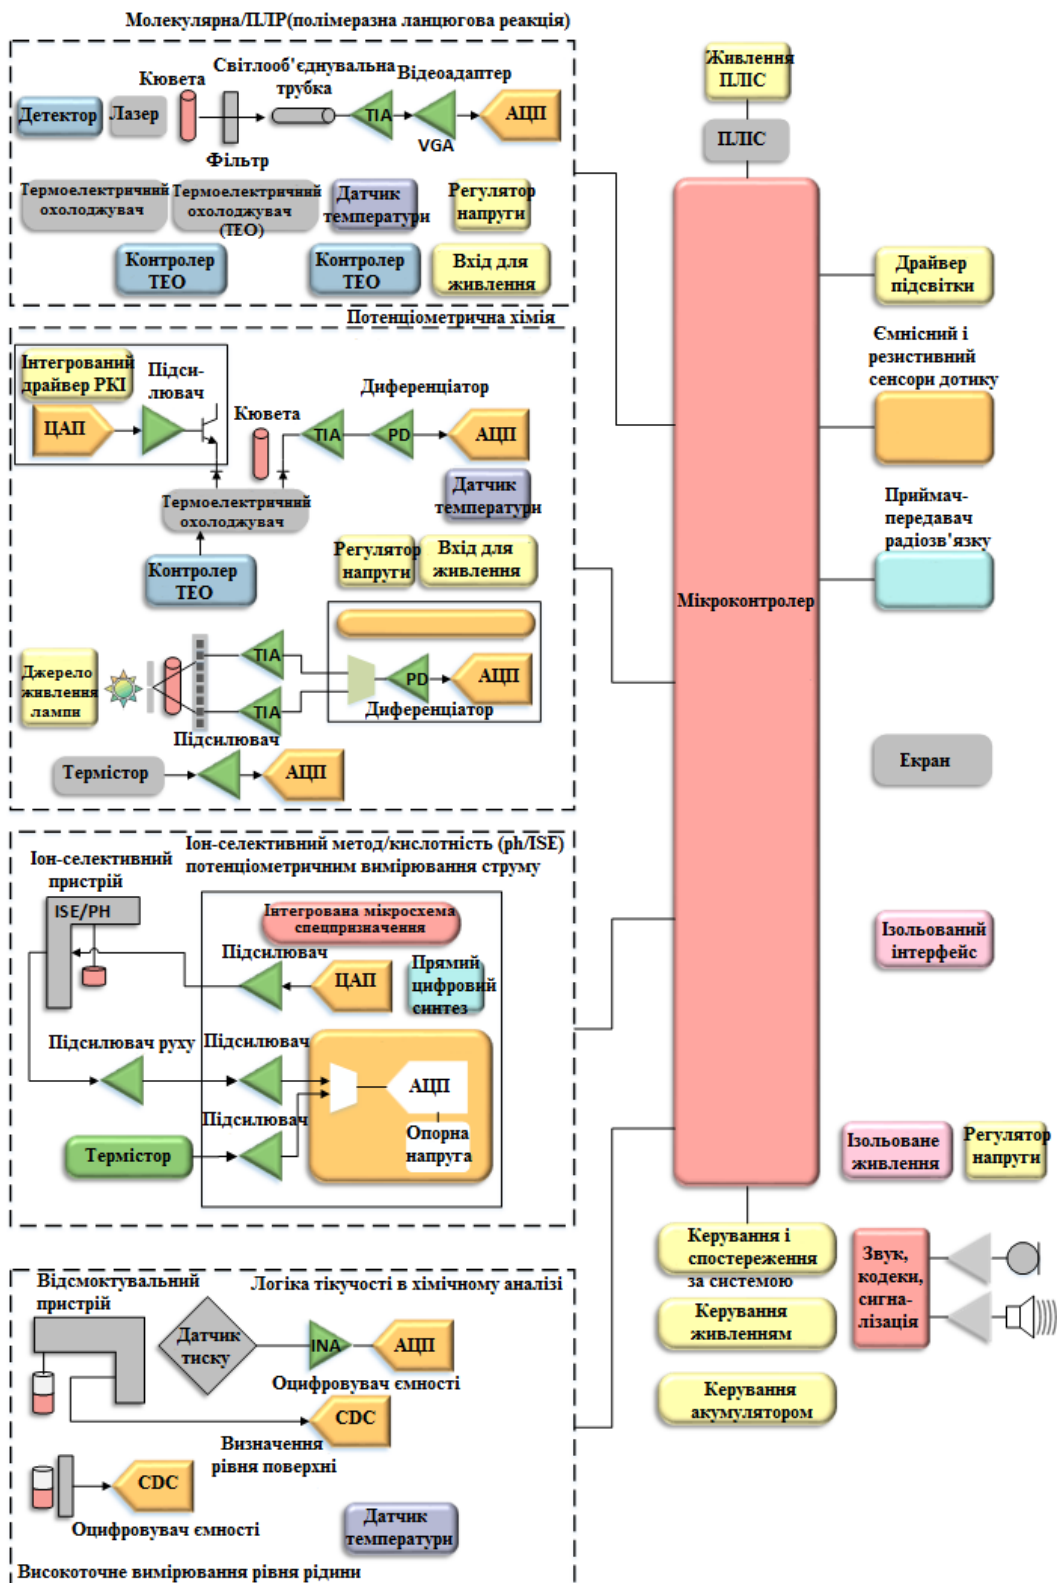 Молекулярна/ПЛР(полімеразна ланцюгова реакція)
Детектор
Лазер
Кювета
Фільтр
Світлооб'єднувальна
трубка
TIA
Відеоадаптер
VGA
АЦП
Термоелектричний
охолоджувач
Термоелектричний
охолоджувач
(ТЕО)
Датчик
температури
Регулятор
напруги
Контролер
ТЕО
Контролер
ТЕО
Вхід для
живлення
Потенціометрична хімія
Інтегрований
драйвер РКІ
ЦАП
Підси-
лювач
Кювета
TIA
Диференціатор
PD
АЦП
Термоелектричний
охолоджувач
Датчик
температури
Контролер
ТЕО
Регулятор
напруги
Вхід для
живлення
Джерело
живлення
лампи
TIA
TIA
PD
АЦП
Диференціатор
Підсилювач
Термістор
АЦП
Іон-селективний метод/кислотність (ph/ISE)
потенціометричним вимірювання струму
Іон-селективний
пристрій
ISE/PH
Інтегрована мікросхема
спецпризначення
Підсилювач
ЦАП
Прямий
цифровий
синтез
Підсилювач руху
Підсилювач
АЦП
Підсилювач
Опорна
напруга
Термістор
Відсмоктувальний
пристрій
Логіка тікучості в хімічному аналізі
Датчик
тиску
INA
АЦП
Оцифровувач ємності
CDC
Визначення
рівня поверхні
CDC
Оцифровувач ємності
Датчик
температури
Високоточне вимірювання рівня рідини
Живлення
ПЛІС
ПЛІС
Мікроконтролер
Драйвер
підсвітки
Ємнісний і
резистивний
сенсори дотику
Приймач-
передавач
радіозв'язку
Екран
Ізольований
інтерфейс
Ізольоване
живлення
Регулятор
напруги
Керування і
спостереження
за системою
Керування
живленням
Керування
акумулятором
Звук,
кодеки,
сигна-
лізація